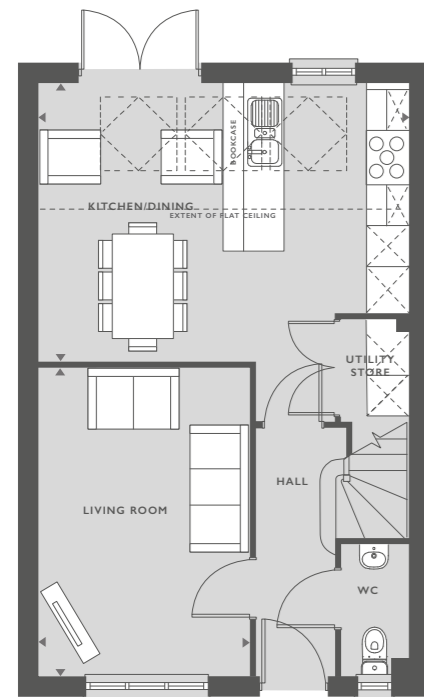 BOOKCASE
KITCHEN/DINING
EXTENT OF FLAT CEILING
UTILITY
STORE
HALL
LIVING ROOM
WC